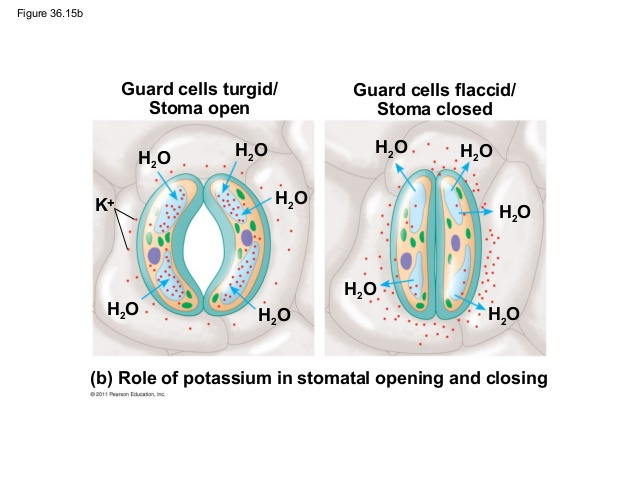 Figure 36.15b
Guard cells turgid/
Stoma open
Guard cells flaccid/
Stoma closed
H₂O
H₂O
H₂O
K⁺
H₂O
H₂O
H₂O
H₂O
H₂O
H₂O
H₂O
(b) Role of potassium in stomatal opening and closing
© 2011 Pearson Education, Inc.